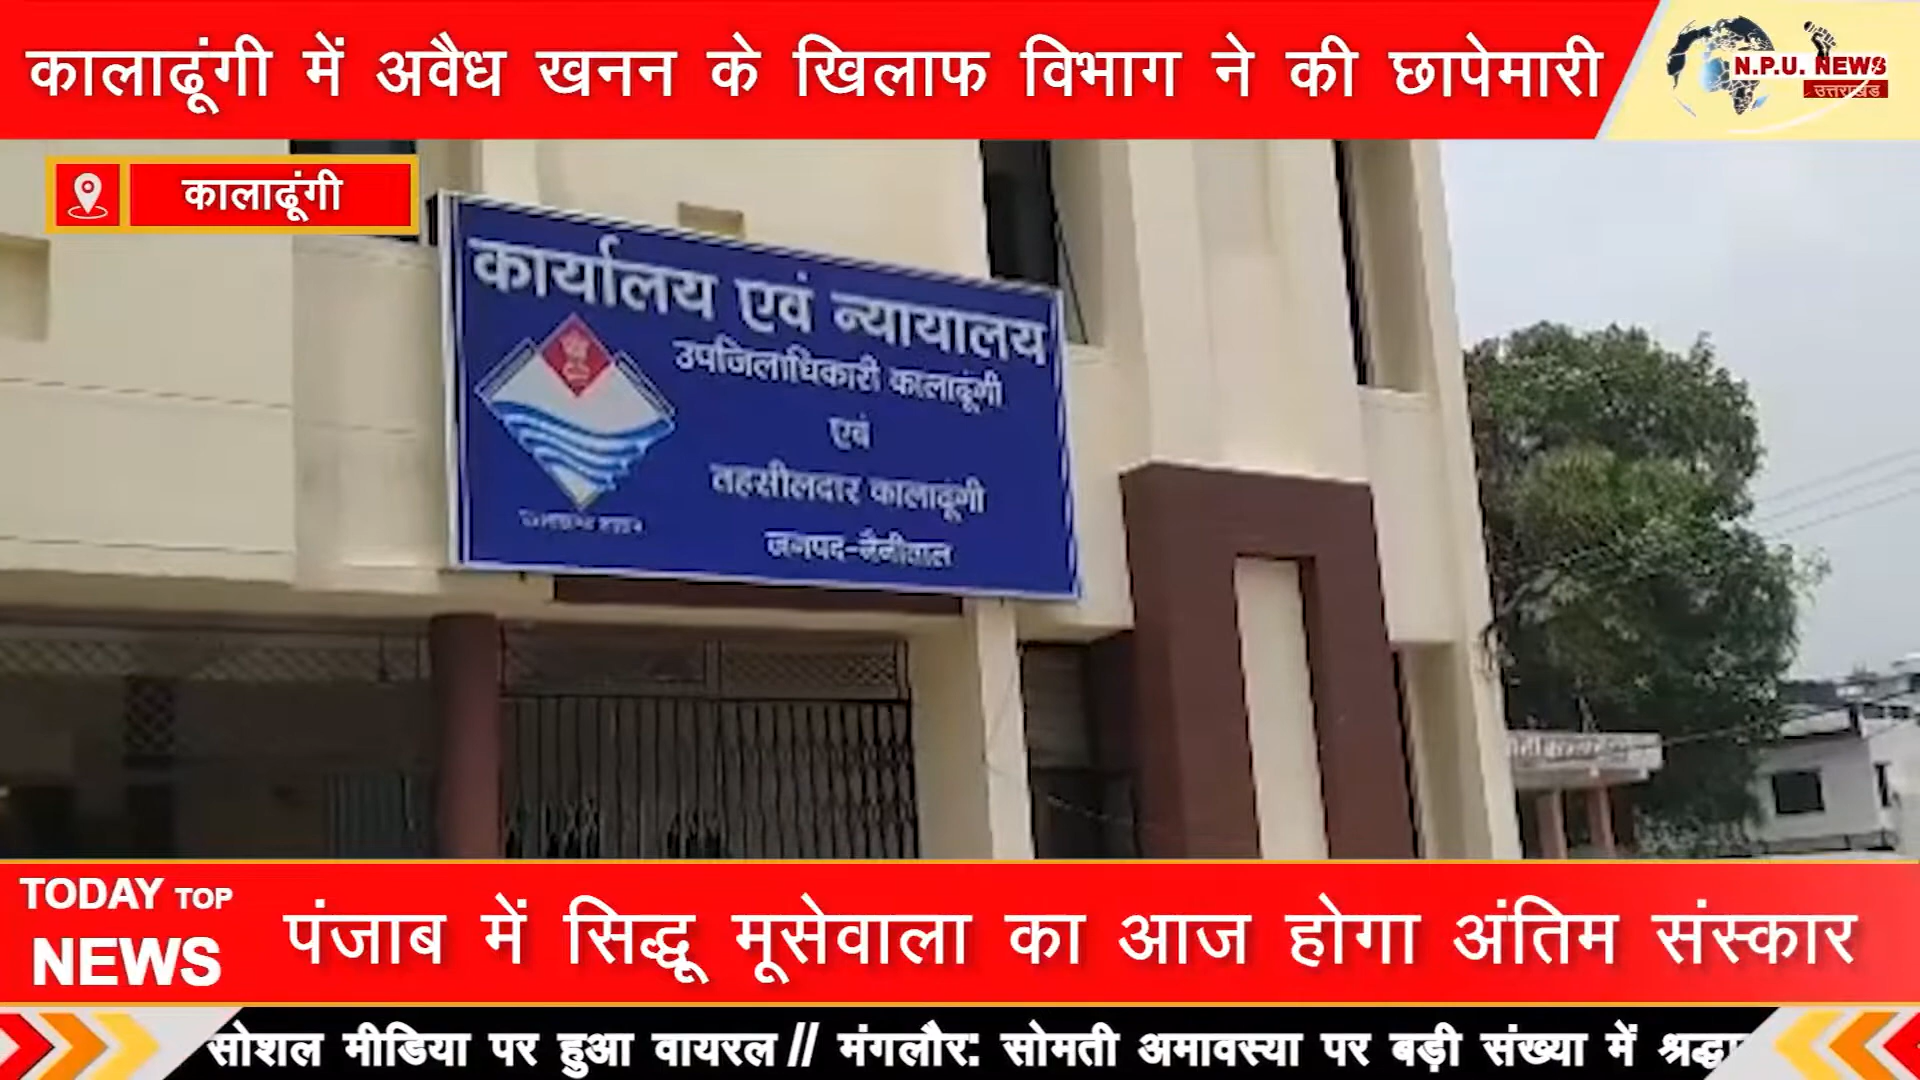 कालाढूंगी में अवैध खनन के खिलाफ विभाग ने की छापेमारी
N.P.U. NEWS
उत्तराखंड
कालाढूंगी
कार्यालय एवं न्यायालय
उपजिलाधिकारी कालाढूंगी
एवं
तहसीलदार कालाढूंगी
जनपद-नैनीताल
TODAY TOP
NEWS
पंजाब में सिद्धू मूसेवाला का आज होगा अंतिम संस्कार
सोशल मीडिया पर हुआ वायरल // मंगलौर: सोमती अमावस्या पर बड़ी संख्या में श्रद्धा